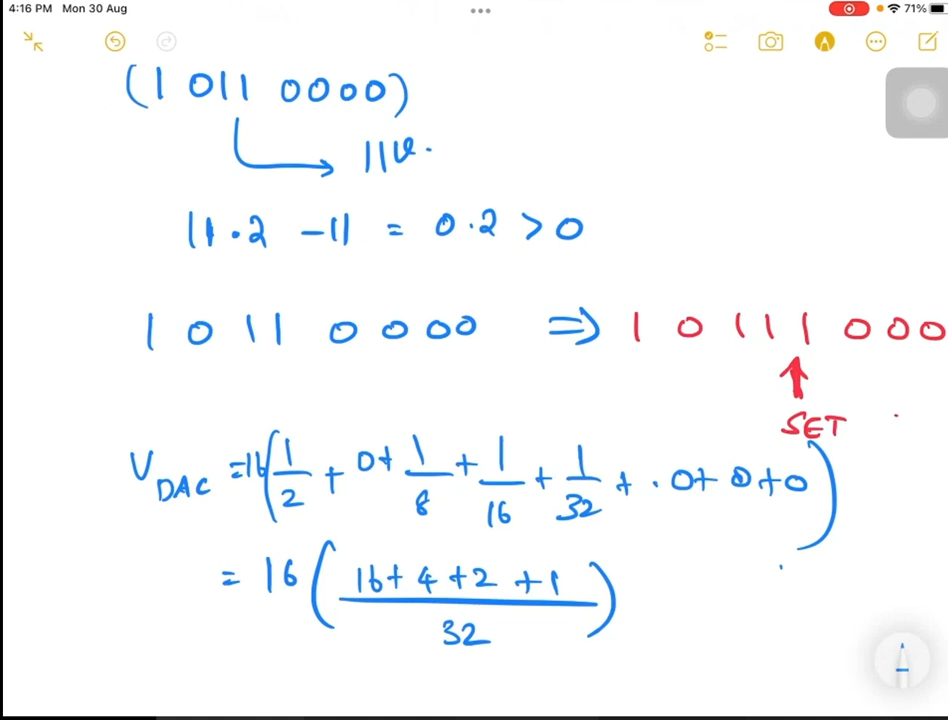 4:16 PM Mon 30 Aug 71%
(1 011 0000)
11v.
11.2 - 11 = 0.2 > 0
1 0 11 0 0 0 0 ⇒ 1 0 1 1 1 0 0 0
SET
V_DAC = 16(1/2 + 0 + 1/8 + 1/16 + 1/32 + . 0 + 0 + 0)
= 16 ((16 + 4 + 2 + 1)/32)